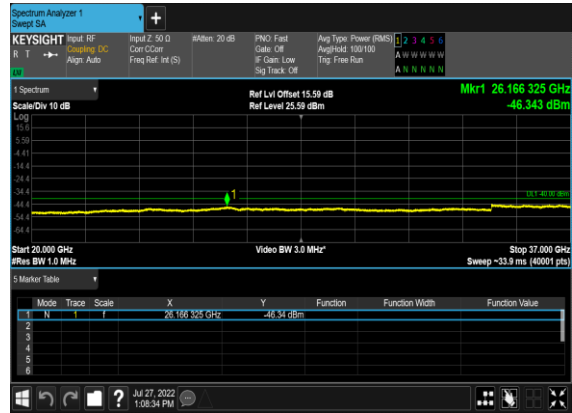 Spectrum Analyzer 1
Swept SA
+
KEYSIGHT Input: RF Input Z: 50 Ω #Atten: 20 dB PNO: Fast Avg Type: Power (RMS) 1 2 3 4 5 6
R T Coupling: DC Corr CCorr Gate: Off Avg|Hold: 100/100 A W W W W W
Align: Auto Freq Ref: Int (S) IF Gain: Low Trig: Free Run
Sig Track: Off A N N N N N
1 Spectrum Ref Lvl Offset 15.59 dB Mkr1 26.166 325 GHz
Scale/Div 10 dB Ref Level 25.59 dBm -46.343 dBm
Log
15.6
5.59
-4.41
-14.4
-24.4
-34.4 1 DL1 -40.00 dBm
-44.4
-54.4
-64.4
Start 20.000 GHz Video BW 3.0 MHz* Stop 37.000 GHz
#Res BW 1.0 MHz Sweep ~33.9 ms (40001 pts)
5 Marker Table
Mode Trace Scale X Y Function Function Width Function Value
1 N 1 f 26.166 325 GHz -46.34 dBm
2
3
4
5
6
? Jul 27, 2022
1:08:34 PM